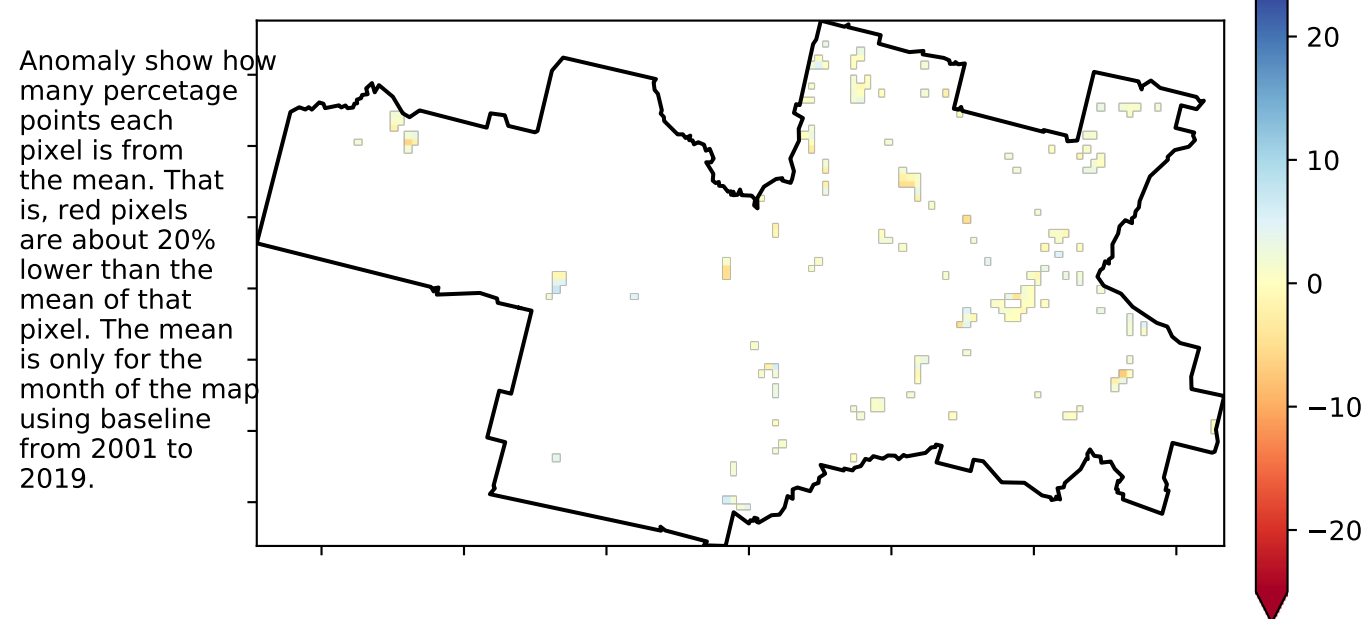 Anomaly show how
many percetage
points each
pixel is from
the mean. That
is, red pixels
are about 20%
lower than the
mean of that
pixel. The mean
is only for the
month of the map
using baseline
from 2001 to
2019.
20
10
0
−10
−20